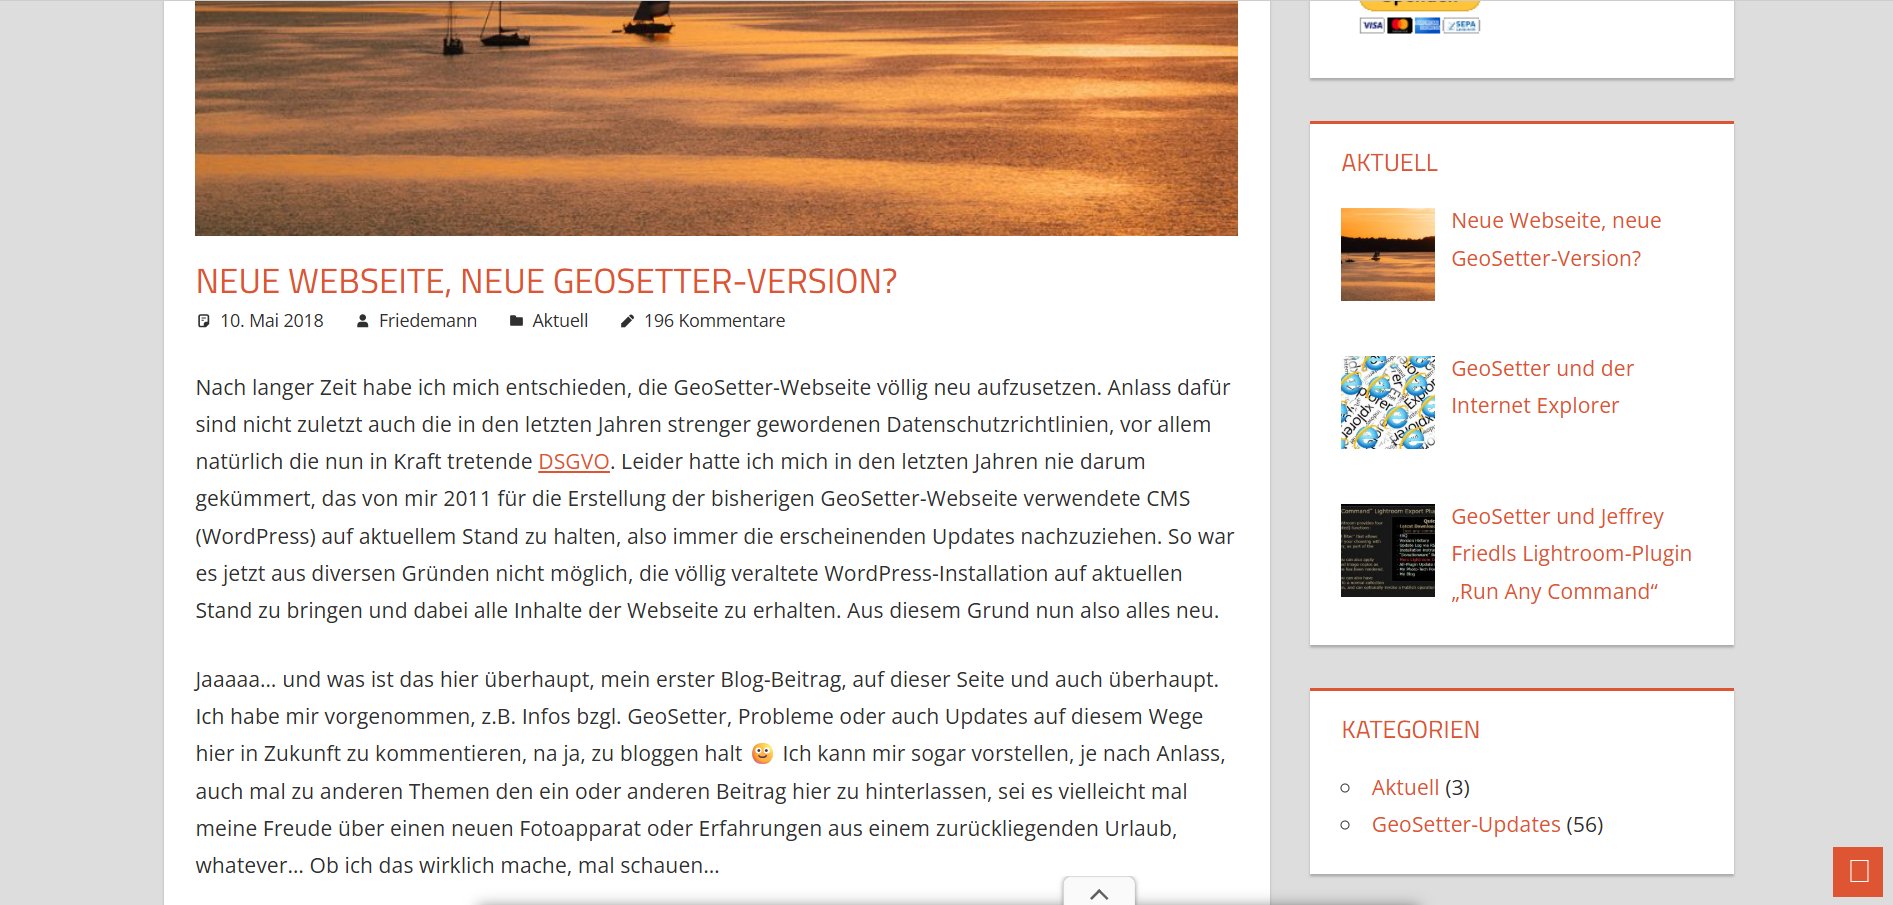 VISA
SEPA
NEUE WEBSEITE, NEUE GEOSETTER-VERSION?
10. Mai 2018 Friedemann Aktuell 196 Kommentare
Nach langer Zeit habe ich mich entschieden, die GeoSetter-Webseite völlig neu aufzusetzen. Anlass dafür
sind nicht zuletzt auch die in den letzten Jahren strenger gewordenen Datenschutzrichtlinien, vor allem
natürlich die nun in Kraft tretende DSGVO. Leider hatte ich mich in den letzten Jahren nie darum
gekümmert, das von mir 2011 für die Erstellung der bisherigen GeoSetter-Webseite verwendete CMS
(WordPress) auf aktuellem Stand zu halten, also immer die erscheinenden Updates nachzuziehen. So war
es jetzt aus diversen Gründen nicht möglich, die völlig veraltete WordPress-Installation auf aktuellen
Stand zu bringen und dabei alle Inhalte der Webseite zu erhalten. Aus diesem Grund nun also alles neu.
Jaaaaa… und was ist das hier überhaupt, mein erster Blog-Beitrag, auf dieser Seite und auch überhaupt.
Ich habe mir vorgenommen, z.B. Infos bzgl. GeoSetter, Probleme oder auch Updates auf diesem Wege
hier in Zukunft zu kommentieren, na ja, zu bloggen halt 🙂 Ich kann mir sogar vorstellen, je nach Anlass,
auch mal zu anderen Themen den ein oder anderen Beitrag hier zu hinterlassen, sei es vielleicht mal
meine Freude über einen neuen Fotoapparat oder Erfahrungen aus einem zurückliegenden Urlaub,
whatever… Ob ich das wirklich mache, mal schauen…
AKTUELL
Neue Webseite, neue
GeoSetter-Version?
GeoSetter und der
Internet Explorer
GeoSetter und Jeffrey
Friedls Lightroom-Plugin
„Run Any Command“
KATEGORIEN
Aktuell (3)
GeoSetter-Updates (56)